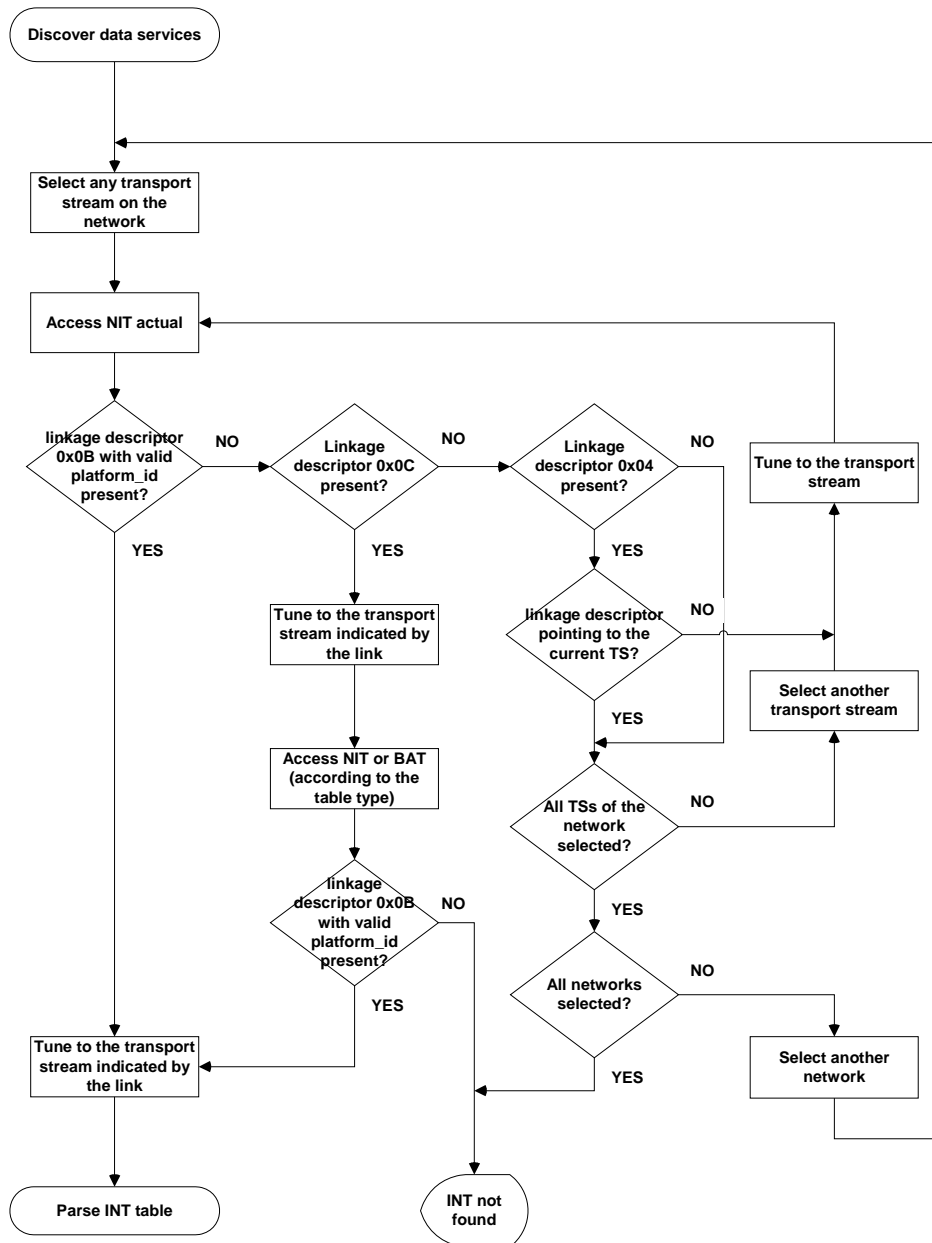 Discover data services
Select any transport
stream on the
network
Access NIT actual
linkage descriptor
0x0B with valid
platform_id
present?
NO
Linkage
descriptor 0x0C
present?
NO
Linkage
descriptor 0x04
present?
NO
Tune to the transport
stream
YES
YES
YES
Tune to the transport
stream indicated by
the link
linkage descriptor
pointing to the
current TS?
NO
Select another
transport stream
YES
Access NIT or BAT
(according to the
table type)
All TSs of the
network
selected?
NO
linkage
descriptor 0x0B
with valid
platform_id
present?
NO
YES
YES
All networks
selected?
NO
Tune to the transport
stream indicated by
the link
YES
Select another
network
Parse INT table
INT not
found